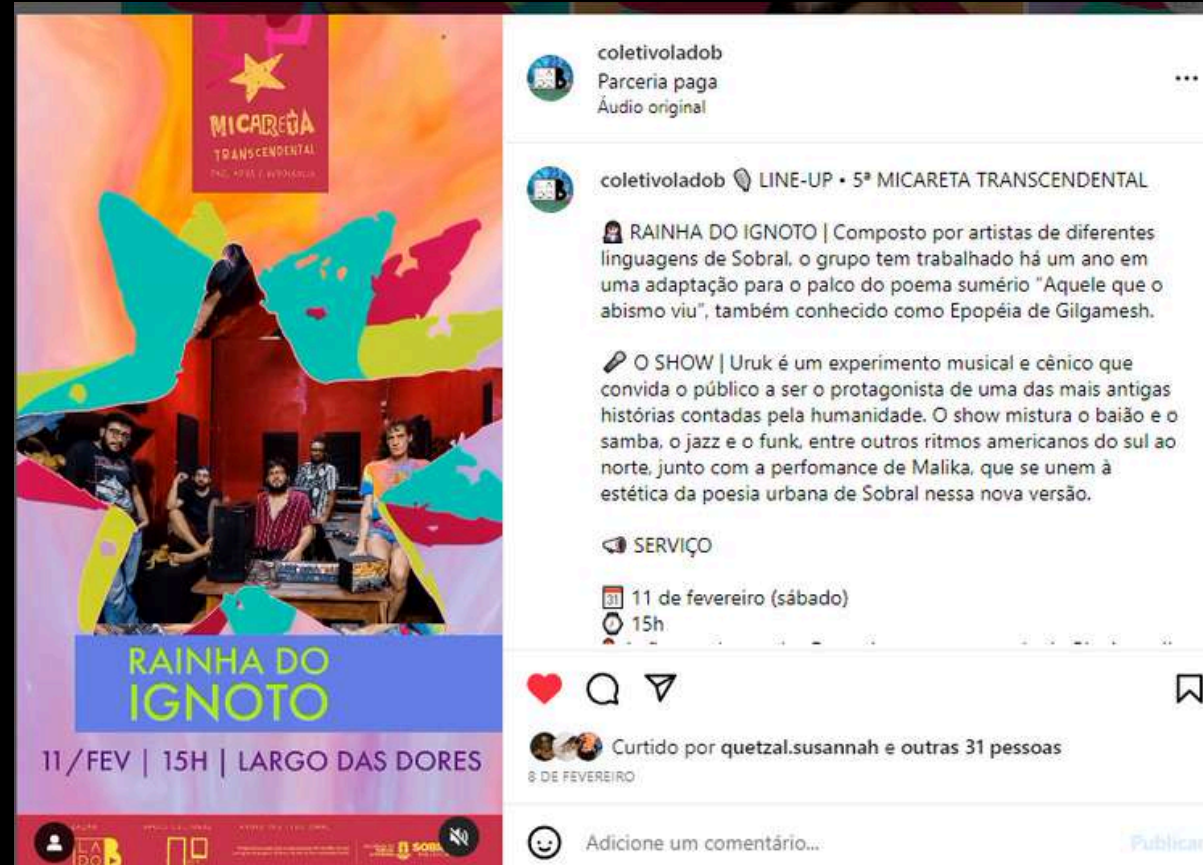 MICARETA
TRANSCENDENTAL
RAINHA DO
IGNOTO
11/FEV | 15H | LARGO DAS DORES
LADO B
coletivoladob
Parceria paga
Áudio original
coletivoladob LINE-UP • 5ª MICARETA TRANSCENDENTAL
RAINHA DO IGNOTO | Composto por artistas de diferentes
linguagens de Sobral, o grupo tem trabalhado há um ano em
uma adaptação para o palco do poema sumério "Aquele que o
abismo viu", também conhecido como Epopéia de Gilgamesh.
O SHOW | Uruk é um experimento musical e cênico que
convida o público a ser o protagonista de uma das mais antigas
histórias contadas pela humanidade. O show mistura o baião e o
samba, o jazz e o funk, entre outros ritmos americanos do sul ao
norte, junto com a perfomance de Malika, que se unem à
estética da poesia urbana de Sobral nessa nova versão.
SERVIÇO
31 11 de fevereiro (sábado)
15h
Curtido por quetzal.susannah e outras 31 pessoas
8 DE FEVEREIRO
Adicione um comentário...
Publicar